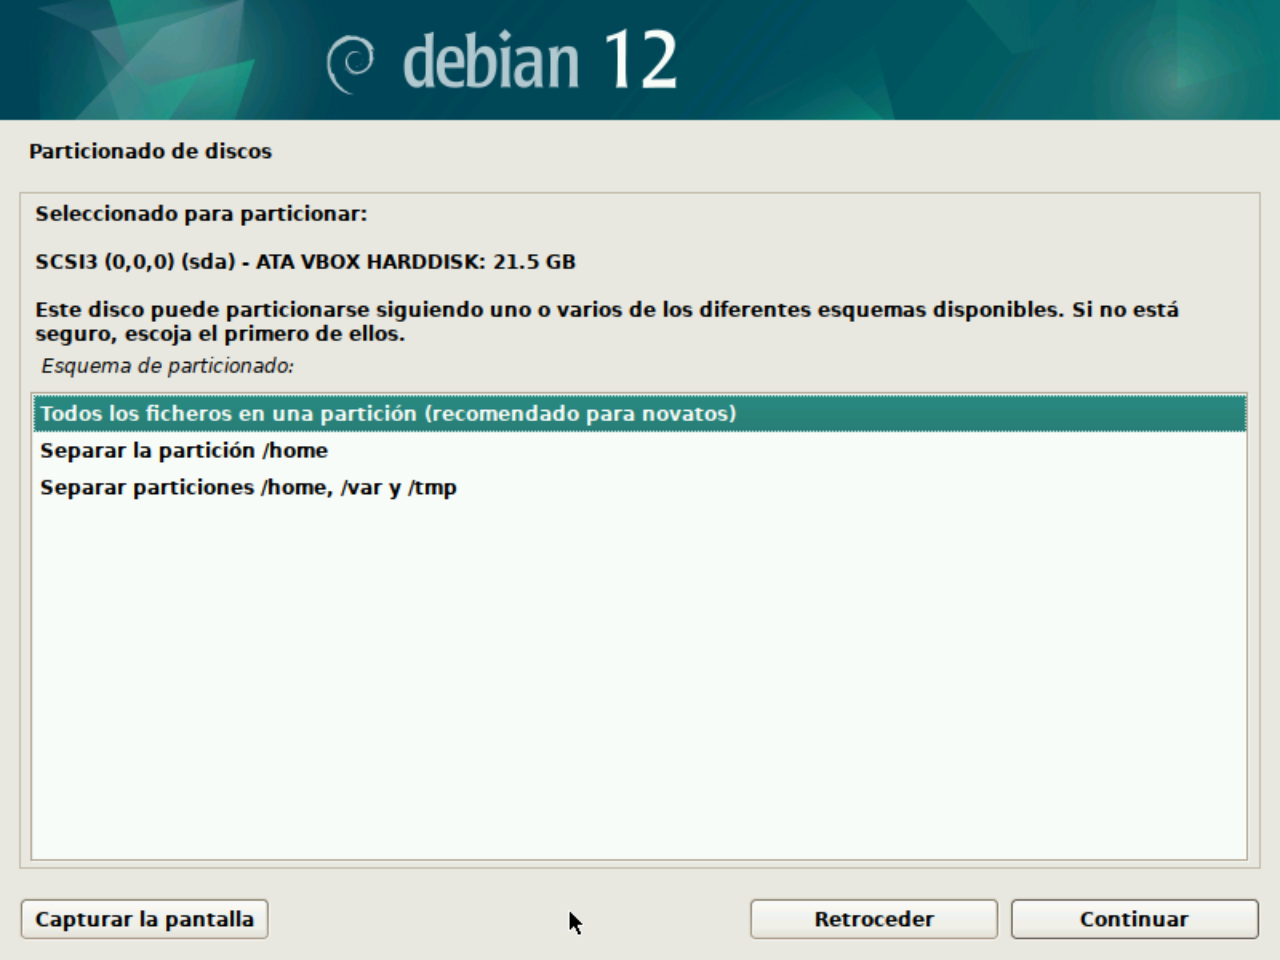 debian 12
Particionado de discos
Seleccionado para particionar:
SCSI3 (0,0,0) (sda) - ATA VBOX HARDDISK: 21.5 GB
Este disco puede particionarse siguiendo uno o varios de los diferentes esquemas disponibles. Si no está
seguro, escoja el primero de ellos.
Esquema de particionado:
Todos los ficheros en una partición (recomendado para novatos)
Separar la partición /home
Separar particiones /home, /var y /tmp
Capturar la pantalla
Retroceder
Continuar